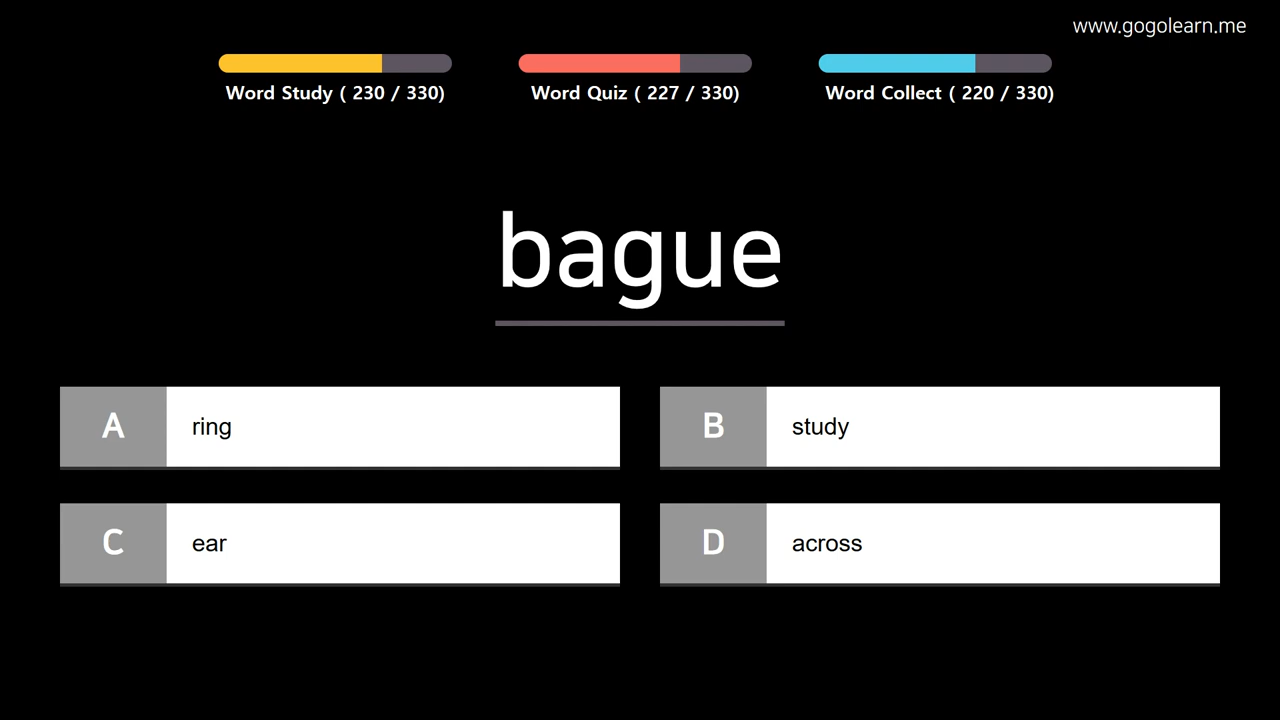 www.gogolearn.me
Word Study ( 230 / 330)
Word Quiz ( 227 / 330)
Word Collect ( 220 / 330)
bague
A ring
B study
C ear
D across